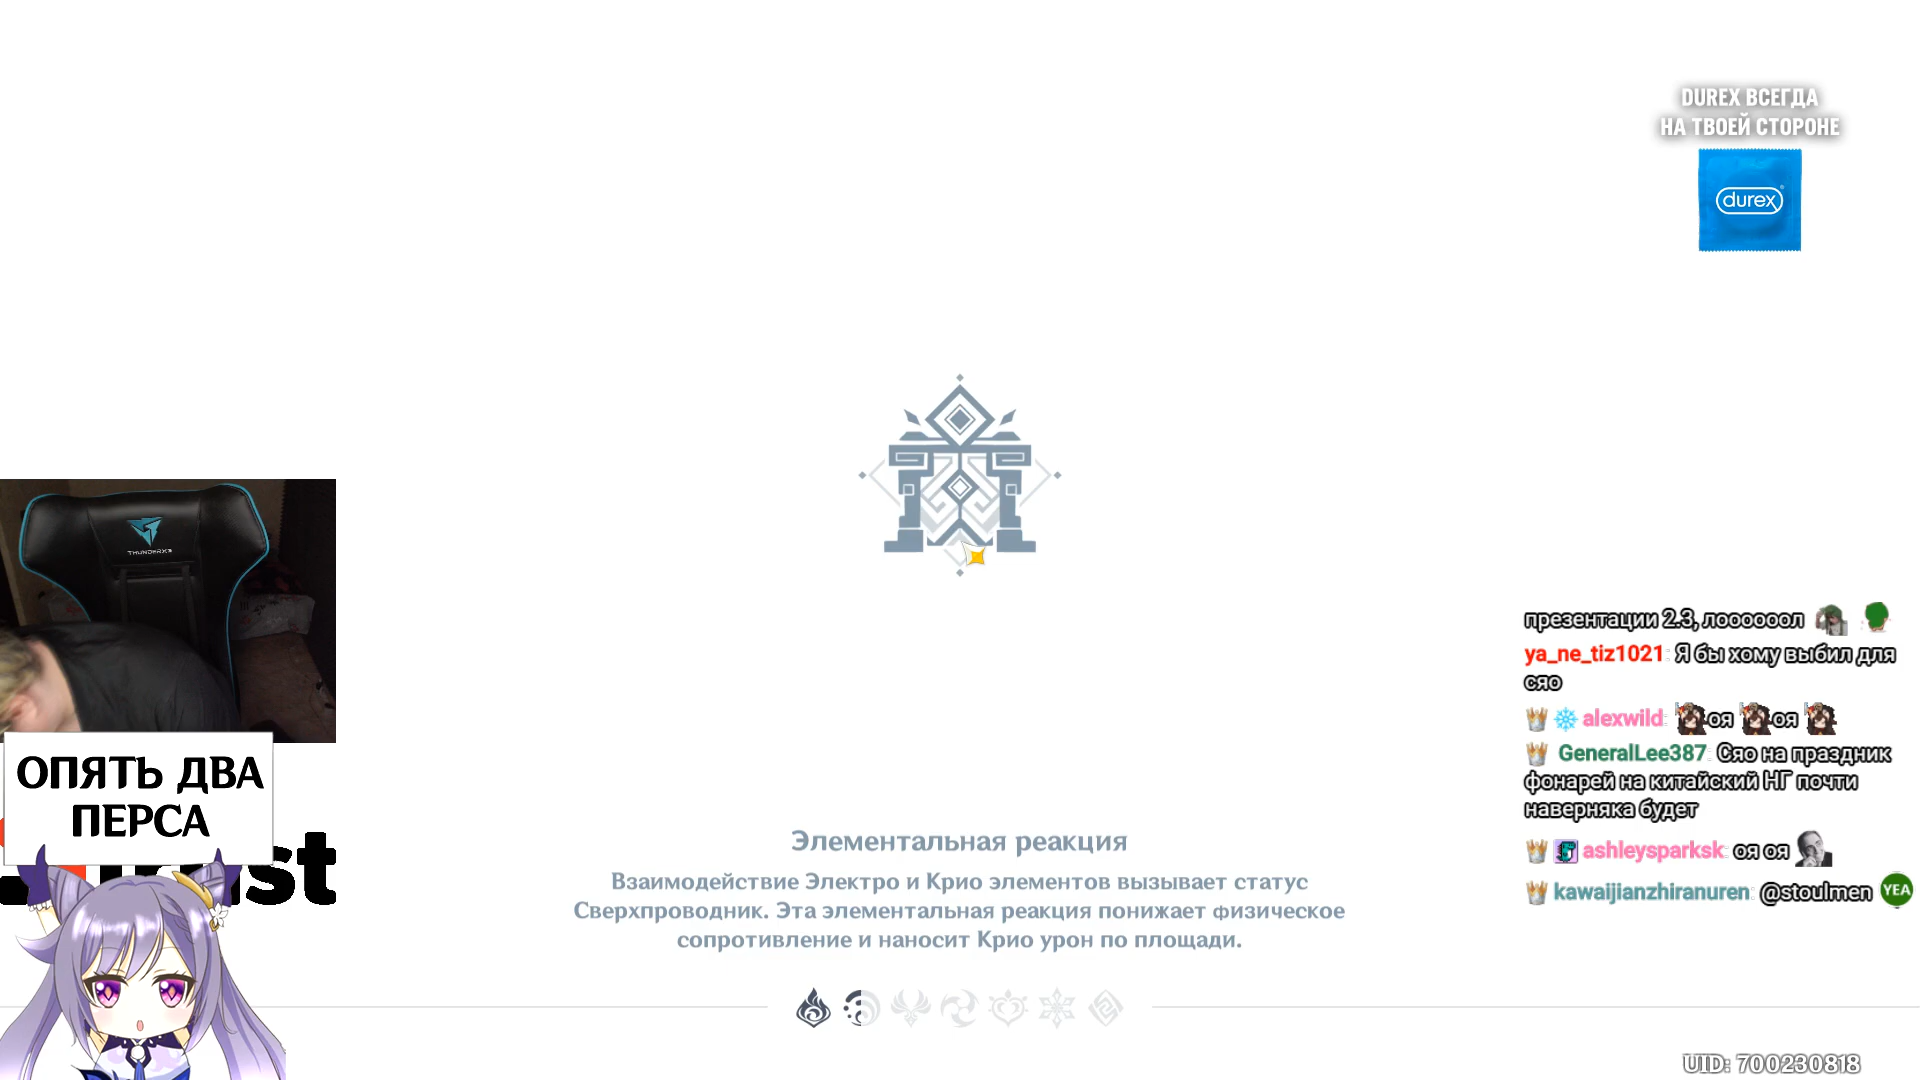 DUREX ВСЕГДА
НА ТВОЕЙ СТОРОНЕ
durex
THUNDERX3
ОПЯТЬ ДВА
ПЕРСА
st
Элементальная реакция
Взаимодействие Электро и Крио элементов вызывает статус
Сверхпроводник. Эта элементальная реакция понижает физическое
сопротивление и наносит Крио урон по площади.
презентации 2.3, лоооооол
ya_ne_tiz1021: Я бы хому выбил для
сяо
alexwild: оя оя
GeneralLee387: Сяо на праздник
фонарей на китайский НГ почти
наверняка будет
ashleysparksk: оя оя
kawaijianzhiranuren: @stoulmen YEA
UID: 700230818